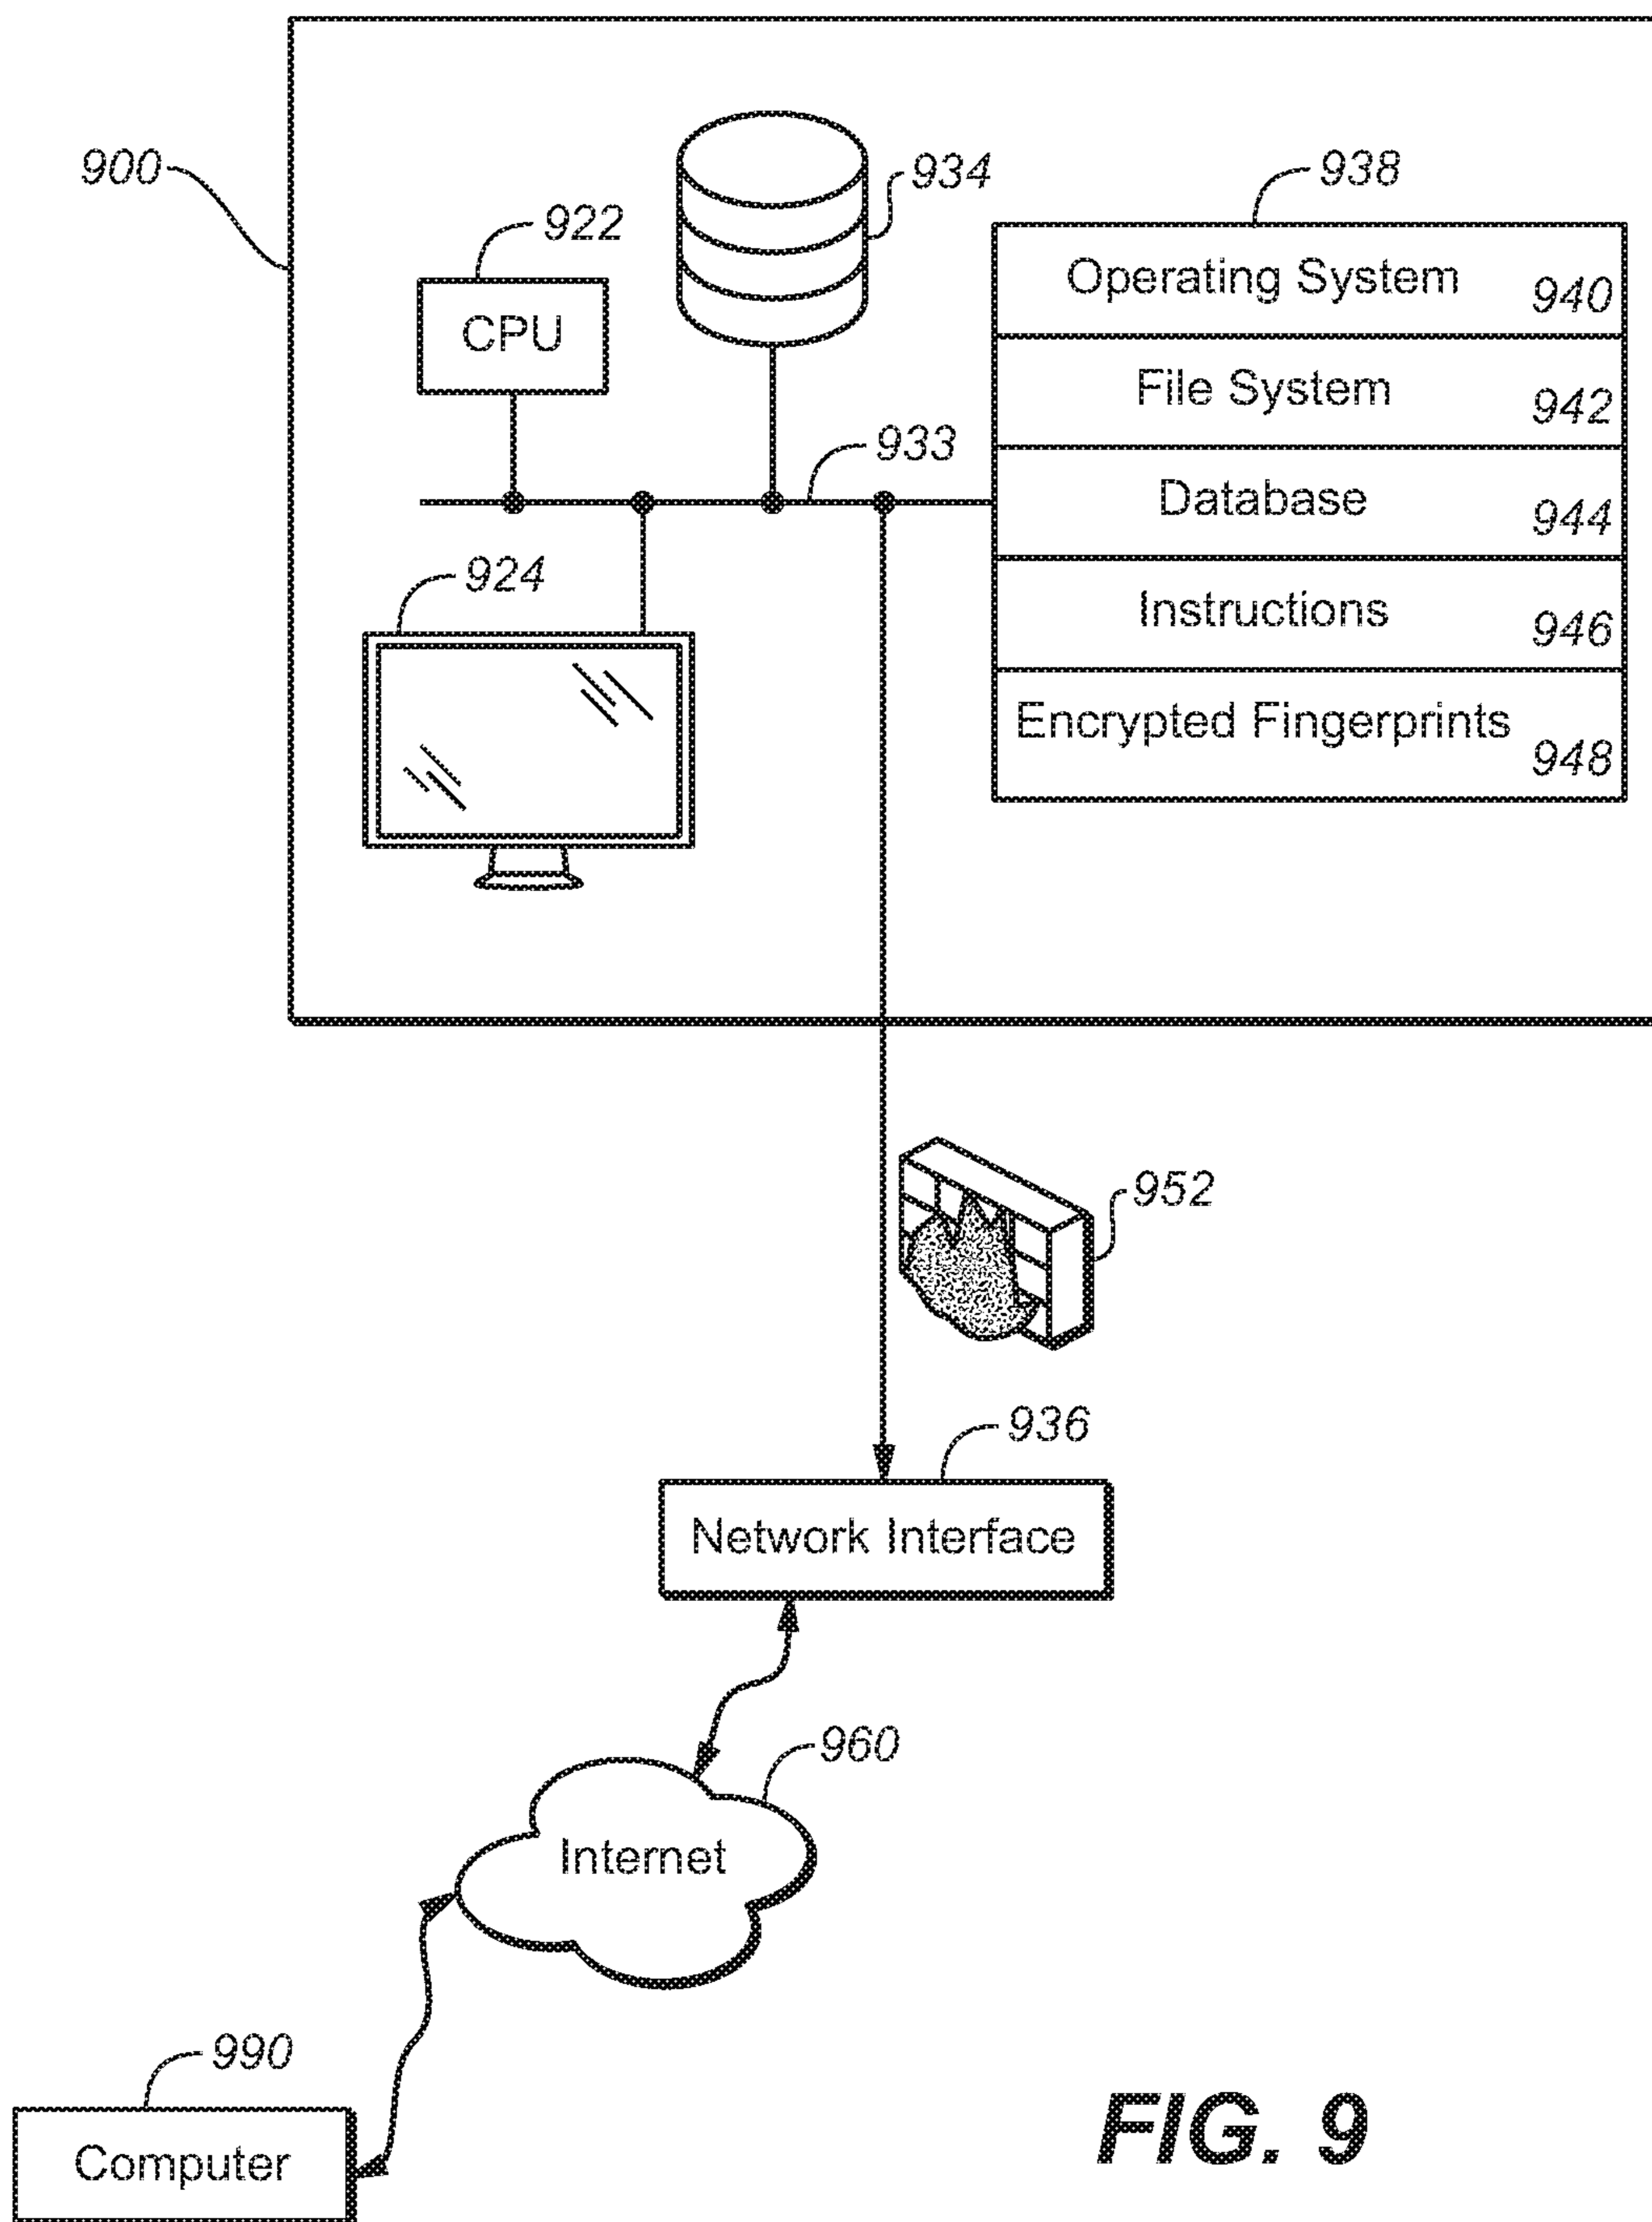 900
934
938
922
CPU
Operating System 940
File System 942
933
Database 944
924
Instructions 946
Encrypted Fingerprints 948
952
936
Network Interface
960
Internet
990
Computer
FIG. 9